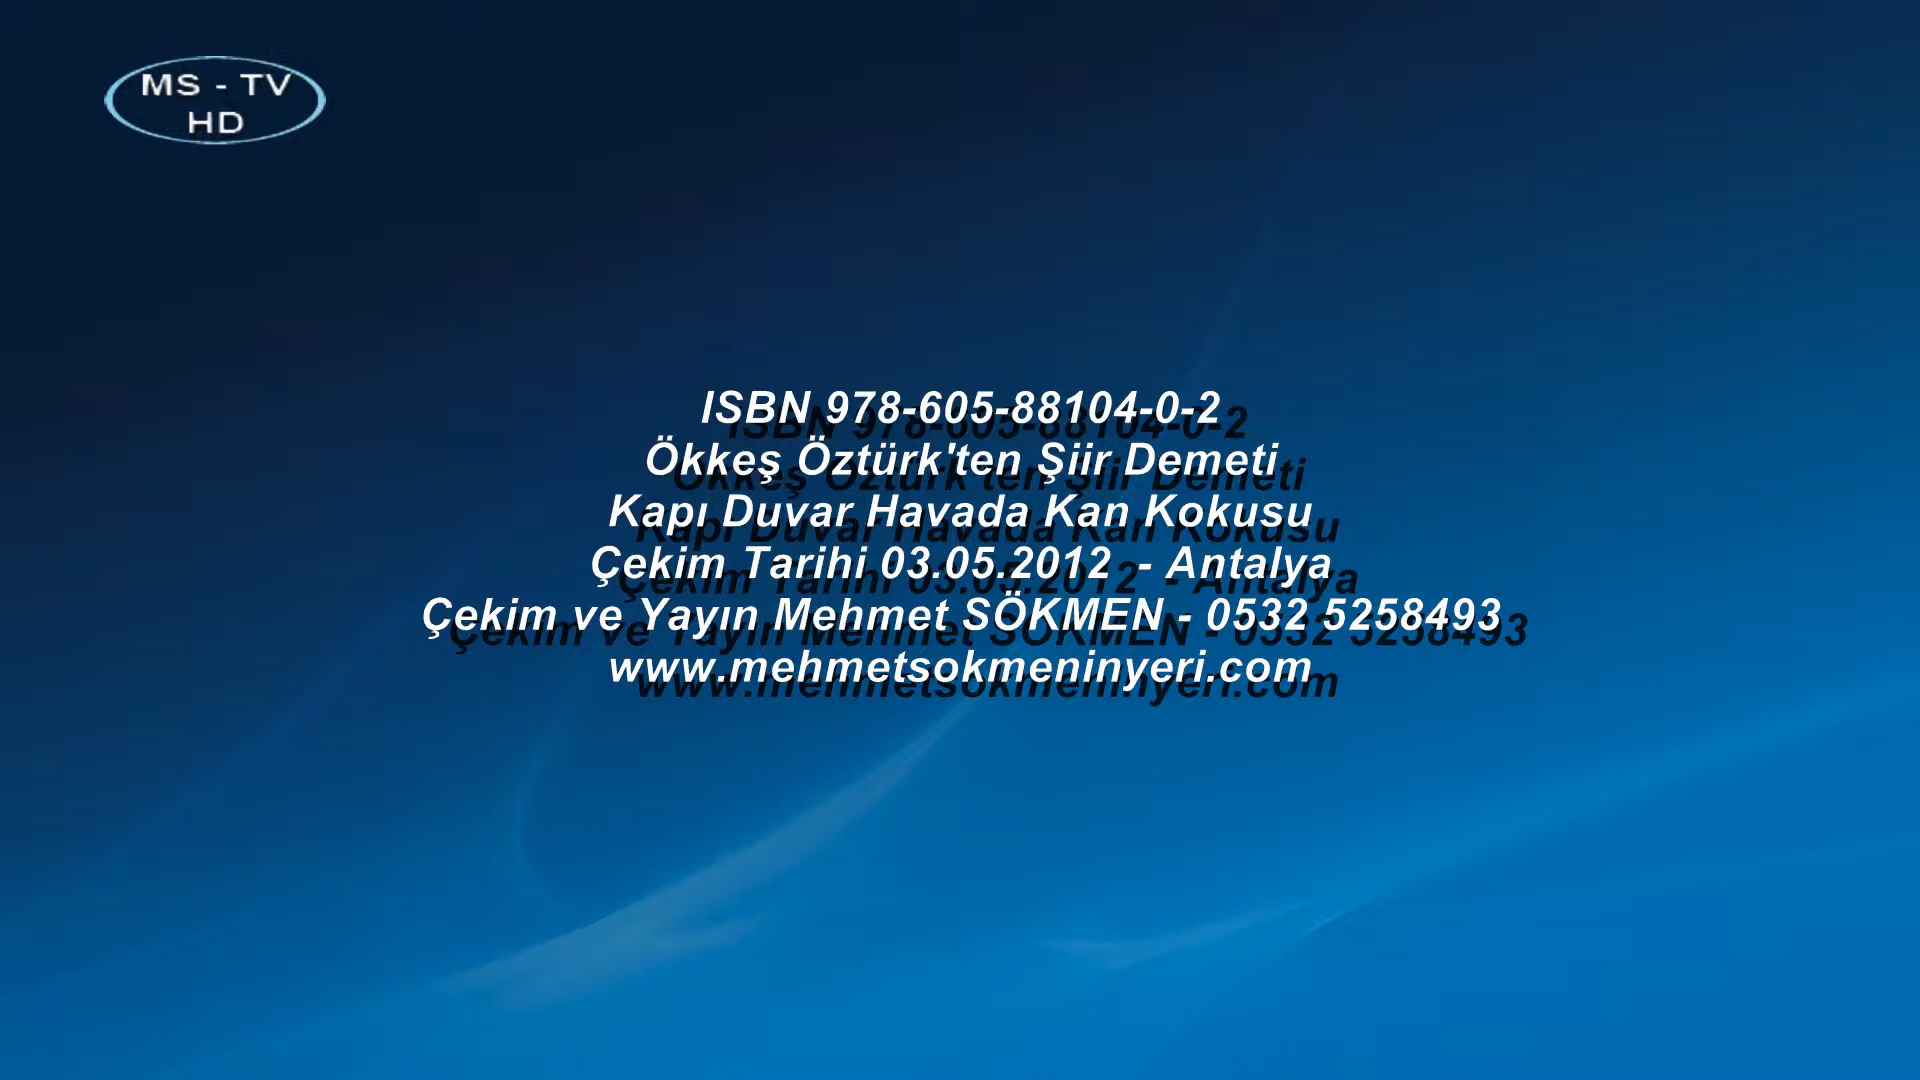 MS - TV
HD
ISBN 978-605-88104-0-2
Ökkeş Öztürk'ten Şiir Demeti
Kapı Duvar Havada Kan Kokusu
Çekim Tarihi 03.05.2012 - Antalya
Çekim ve Yayın Mehmet SÖKMEN - 0532 5258493
www.mehmetsokmeninyeri.com